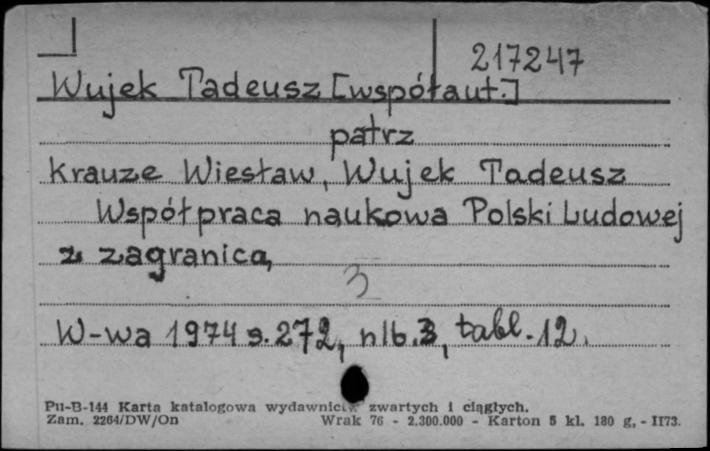 217247
Wujek Tadeusz [współaut.]
patrz
Krauze Wiesław, Wujek Tadeusz
Współpraca naukowa Polski Ludowej
z zagranicą
3
W-wa 1974 s. 272, nlb. 3, tabl. 12.
Pu-B-144 Karta katalogowa wydawnictw zwartych i ciągłych.
Zam. 2264/DW/On Wrak 76 - 2.300.000 - Karton 5 kl. 180 g. - II73.